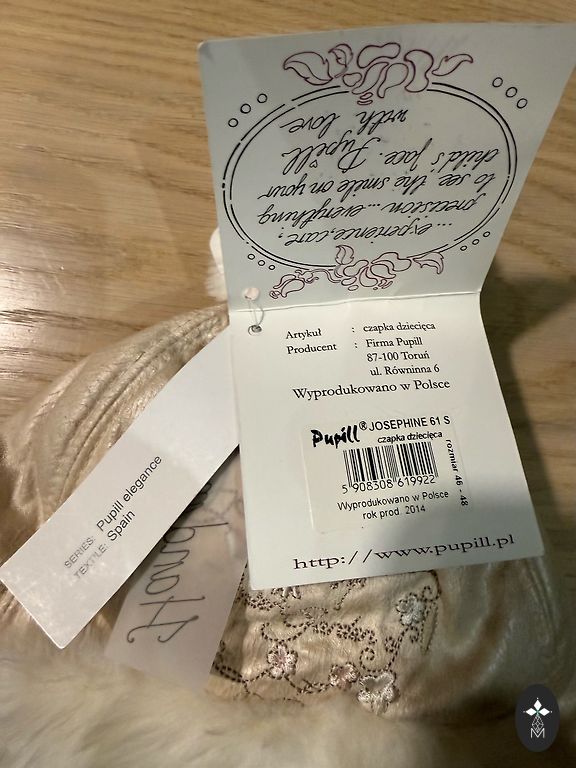 ...experience, care,
precision ...everything
to see the smile on your
child's face. Pupill
with love
Artykuł : czapka dziecięca
Producent : Firma Pupill
87-100 Toruń
ul. Równinna 6
Wyprodukowano w Polsce
Pupill® JOSEPHINE 61 S
czapka dziecięca
rozmiar 46 - 48
5 908308 619922
Wyprodukowano w Polsce
rok prod. 2014
http://www.pupill.pl
SERIES: Pupill elegance
TEXTILE: Spain
M